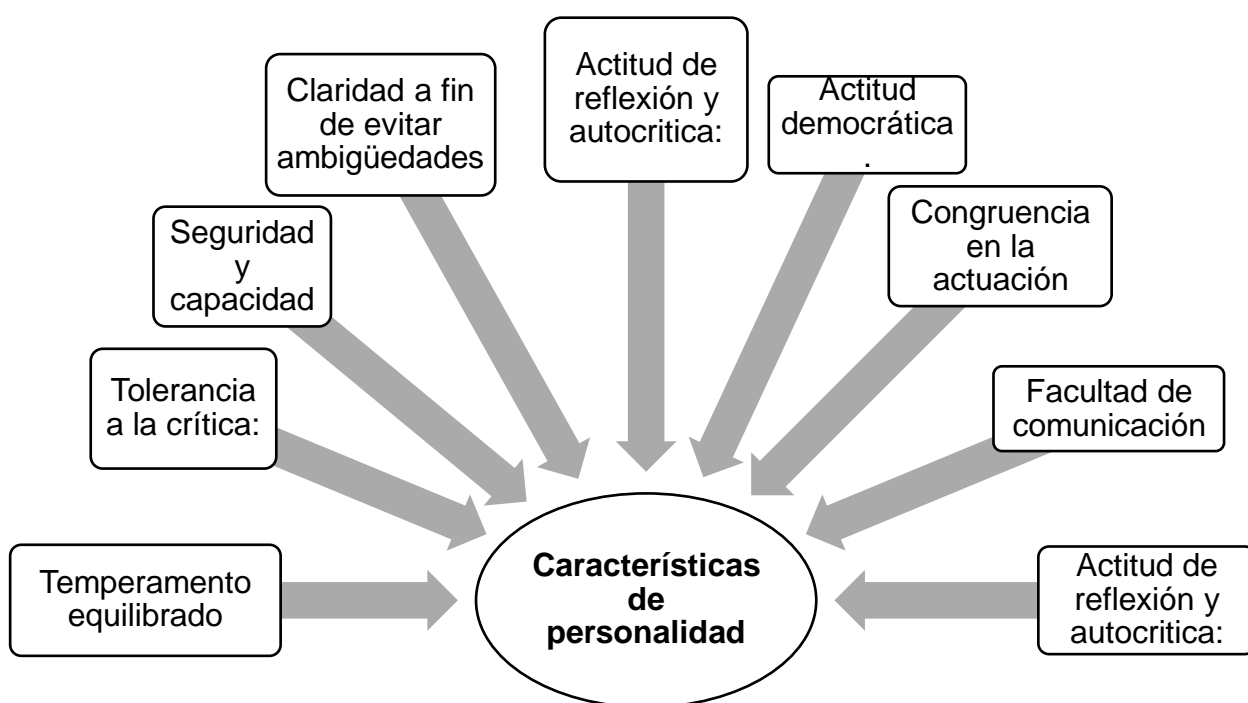 Actitud de
reflexión y
autocritica:
Claridad a fin
de evitar
ambigüedades
Actitud
democrática
.
Seguridad
y
capacidad
Congruencia
en la
actuación
Tolerancia
a la crítica:
Facultad de
comunicación
Temperamento
equilibrado
Características
de
personalidad
Actitud de
reflexión y
autocritica: